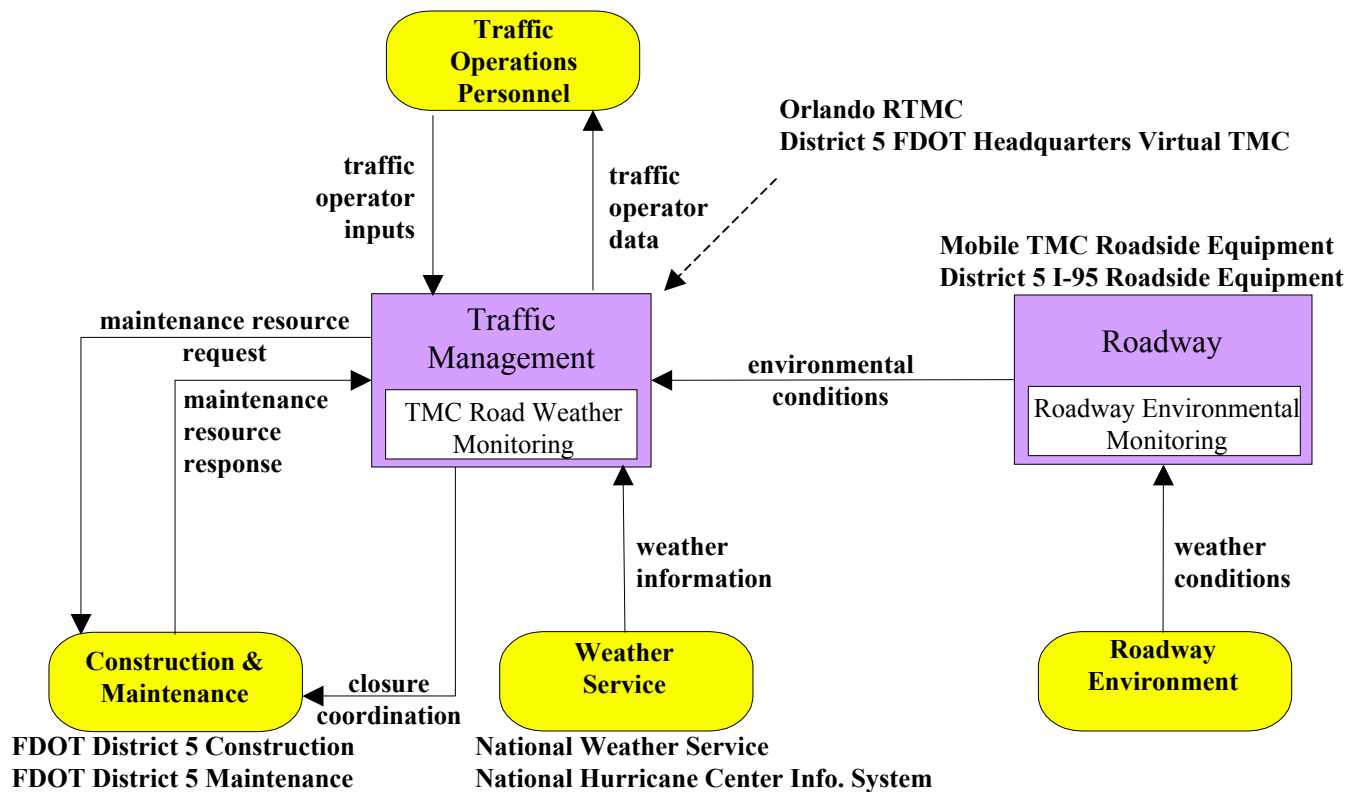 Traffic
Operations
Personnel
Orlando RTMC
District 5 FDOT Headquarters Virtual TMC
traffic
operator
inputs
traffic
operator
data
Mobile TMC Roadside Equipment
District 5 I-95 Roadside Equipment
maintenance resource
request
Traffic
Management
TMC Road Weather
Monitoring
environmental
conditions
Roadway
Roadway Environmental
Monitoring
maintenance
resource
response
weather
information
weather
conditions
Construction &
Maintenance
closure
coordination
Weather
Service
Roadway
Environment
FDOT District 5 Construction
FDOT District 5 Maintenance
National Weather Service
National Hurricane Center Info. System